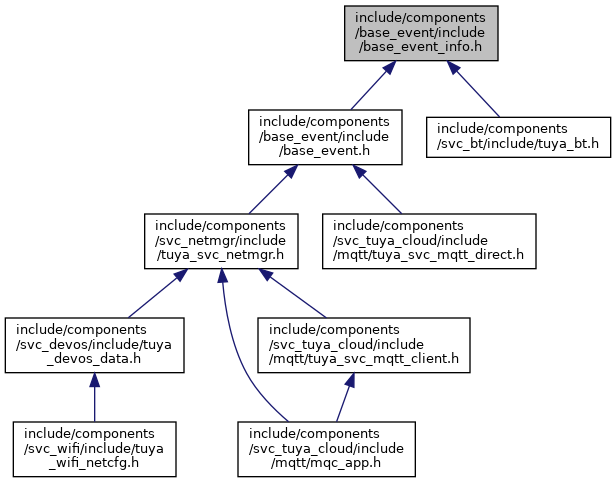 include/components
/base_event/include
/base_event_info.h
include/components
/base_event/include
/base_event.h
include/components
/svc_bt/include/tuya_bt.h
include/components
/svc_netmgr/include
/tuya_svc_netmgr.h
include/components
/svc_tuya_cloud/include
/mqtt/tuya_svc_mqtt_direct.h
include/components
/svc_devos/include/tuya
_devos_data.h
include/components
/svc_tuya_cloud/include
/mqtt/tuya_svc_mqtt_client.h
include/components
/svc_wifi/include/tuya
_wifi_netcfg.h
include/components
/svc_tuya_cloud/include
/mqtt/mqc_app.h